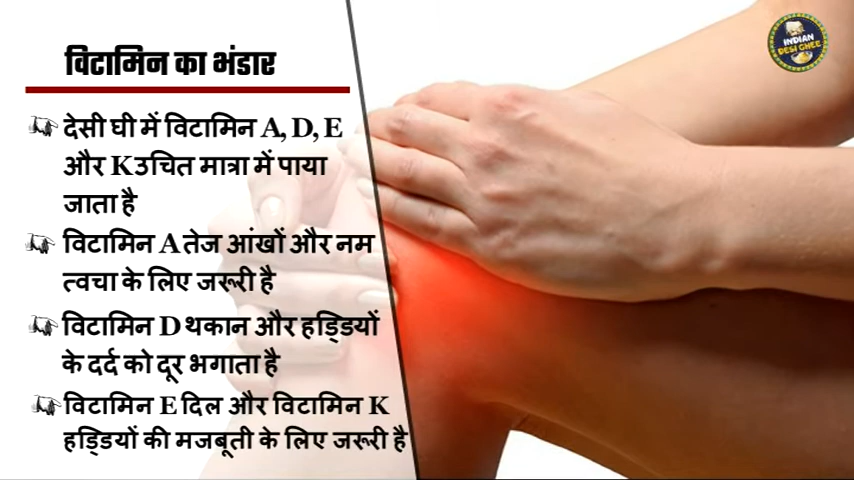 विटामिन का भंडार
INDIAN
DESI GHEE
देसी घी में विटामिन A, D, E
और K उचित मात्रा में पाया
जाता है
विटामिन A तेज आंखों और नम
त्वचा के लिए जरूरी है
विटामिन D थकान और हड्डियों
के दर्द को दूर भगाता है
विटामिन E दिल और विटामिन K
हड्डियों की मजबूती के लिए जरूरी है